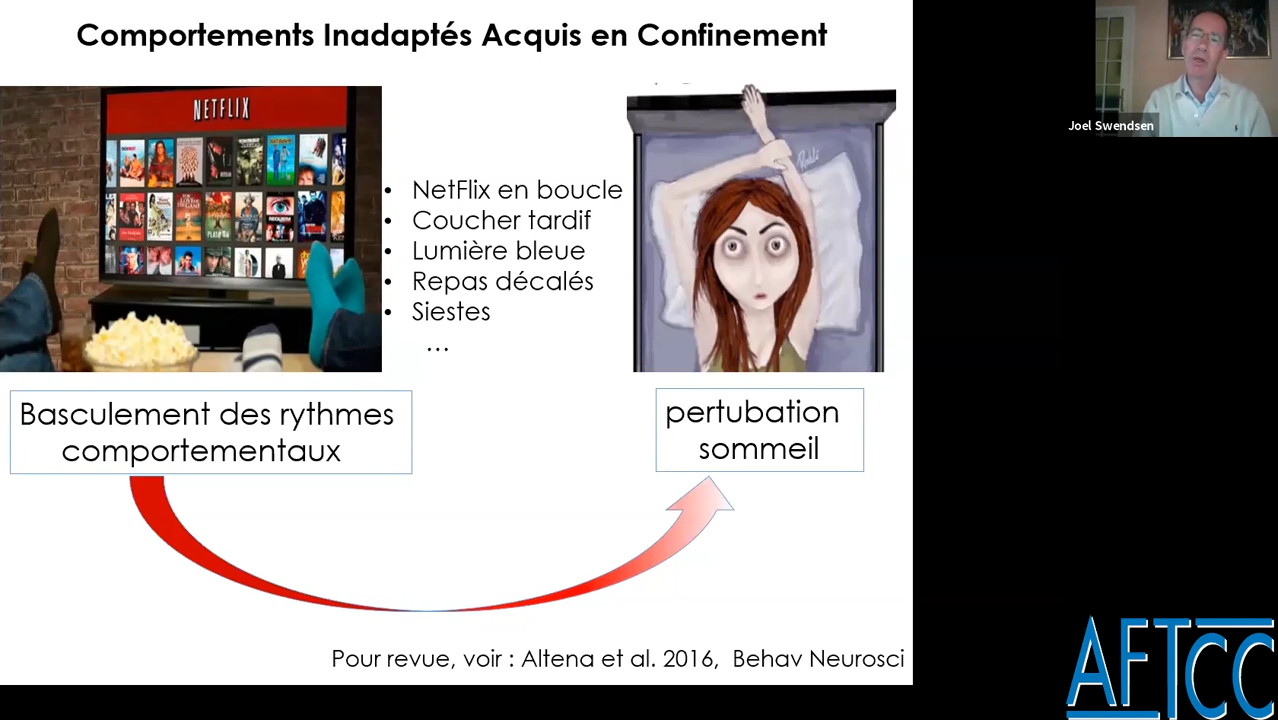 Comportements Inadaptés Acquis en Confinement
NETFLIX
• NetFlix en boucle
• Coucher tardif
• Lumière bleue
• Repas décalés
• Siestes
...
Basculement des rythmes
comportementaux
pertubation
sommeil
Pour revue, voir : Altena et al. 2016, Behav Neurosci
Joel Swendsen
AFTCC